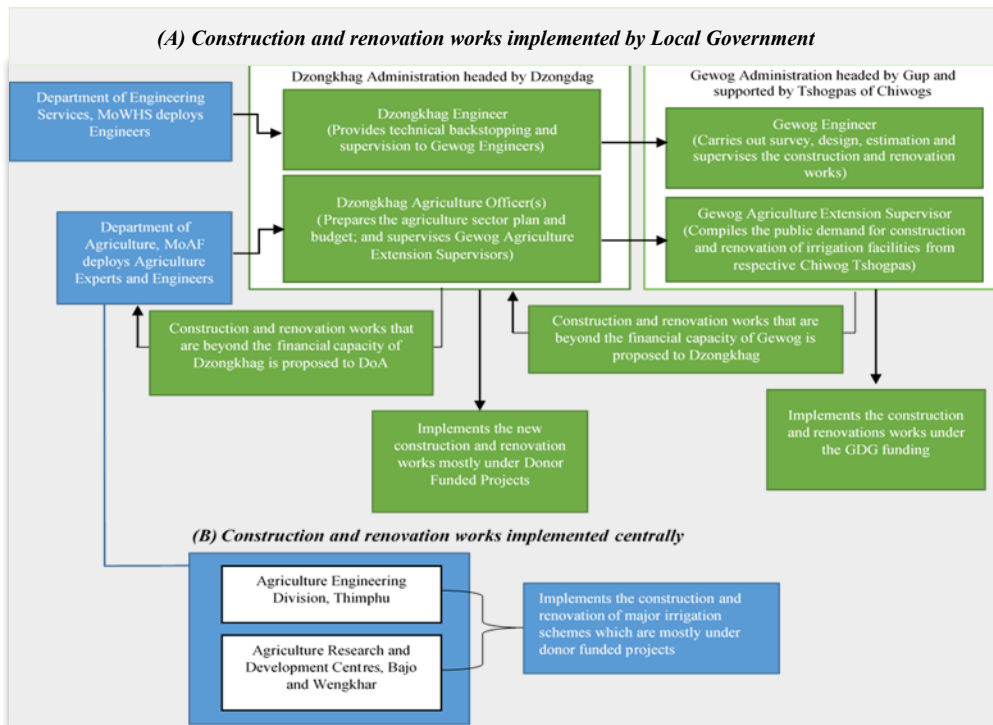 (A) Construction and renovation works implemented by Local Government
Department of Engineering
Services, MoWHS deploys
Engineers
Dzongkhag Administration headed by Dzongdag
Dzongkhag Engineer
(Provides technical backstopping and
supervision to Gewog Engineers)
Gewog Administration headed by Gup and
supported by Tshogpas of Chiwogs
Gewog Engineer
(Carries out survey, design, estimation and
supervises the construction and renovation
works)
Department of
Agriculture, MoAF
deploys Agriculture
Experts and Engineers
Dzongkhag Agriculture Officer(s)
(Prepares the agriculture sector plan and
budget; and supervises Gewog Agriculture
Extension Supervisors)
Gewog Agriculture Extension Supervisor
(Compiles the public demand for construction
and renovation of irrigation facilities from
respective Chiwog Tshogpas)
Construction and renovation works that
are beyond the financial capacity of
Dzongkhag is proposed to DoA
Construction and renovation works that are
beyond the financial capacity of Gewog is
proposed to Dzongkhag
Implements the new
construction and renovation
works mostly under Donor
Funded Projects
Implements the construction
and renovations works under
the GDG funding
(B) Construction and renovation works implemented centrally
Agriculture Engineering
Division, Thimphu
Agriculture Research and
Development Centres, Bajo
and Wengkhar
Implements the construction and
renovation of major irrigation
schemes which are mostly under
donor funded projects